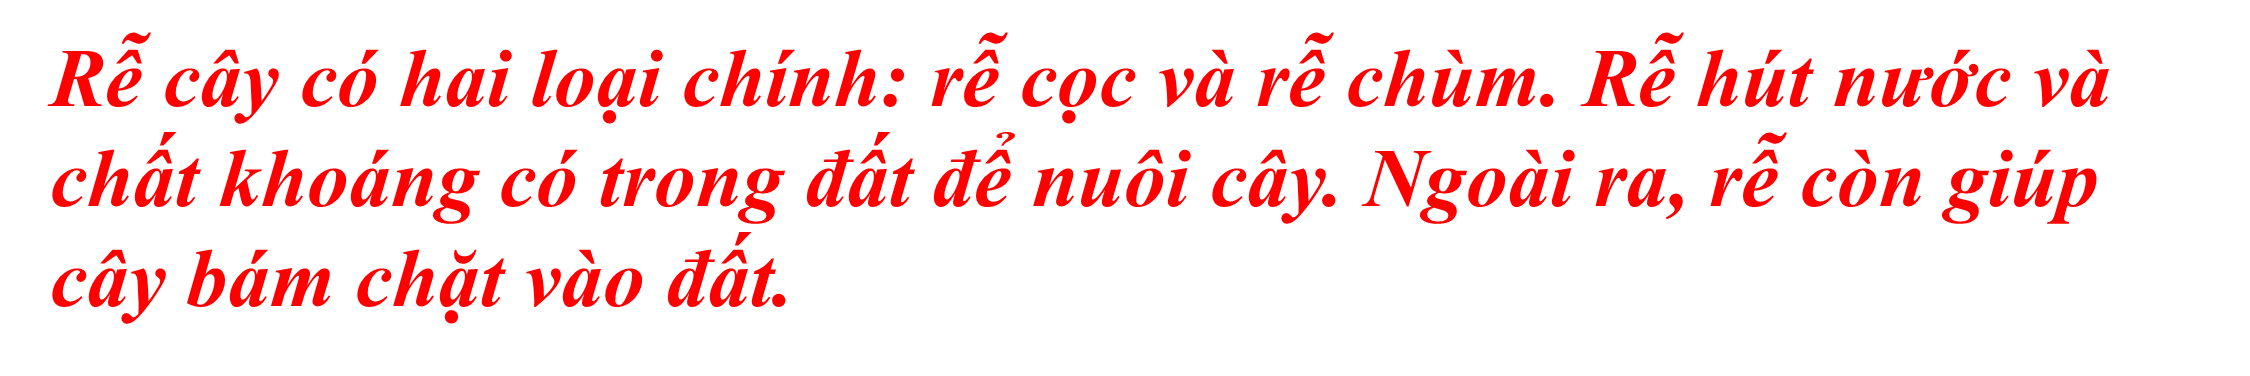 Rễ cây có hai loại chính: rễ cọc và rễ chùm. Rễ hút nước và
chất khoáng có trong đất để nuôi cây. Ngoài ra, rễ còn giúp
cây bám chặt vào đất.